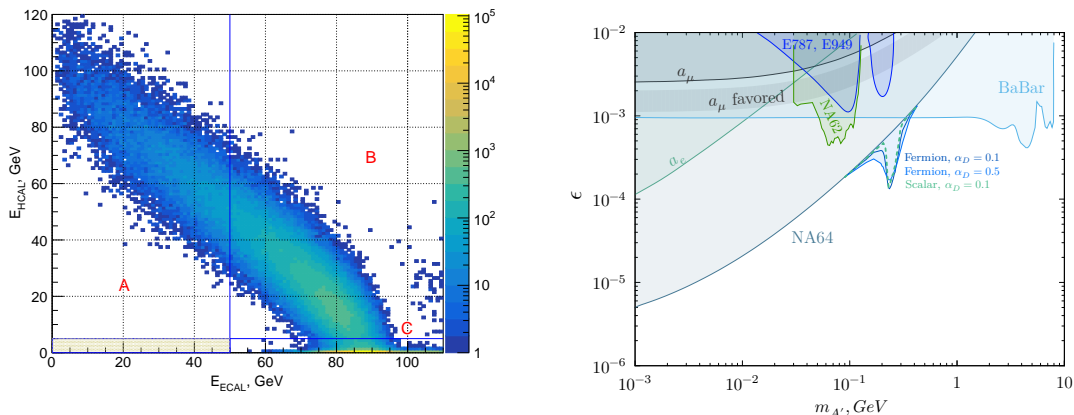 E_HCAL, GeV
120
100
80
60
40
20
0
A
B
C
0
20
40
60
80
100
E_ECAL, GeV
10^5
10^4
10^3
10^2
10
1
ϵ
10^-2
10^-3
10^-4
10^-5
10^-6
E787, E949
a_μ
a_μ favored
NA62
BaBar
a_e
Fermion, α_D = 0.1
Fermion, α_D = 0.5
Scalar, α_D = 0.1
NA64
10^-3
10^-2
10^-1
1
10
m_A', GeV